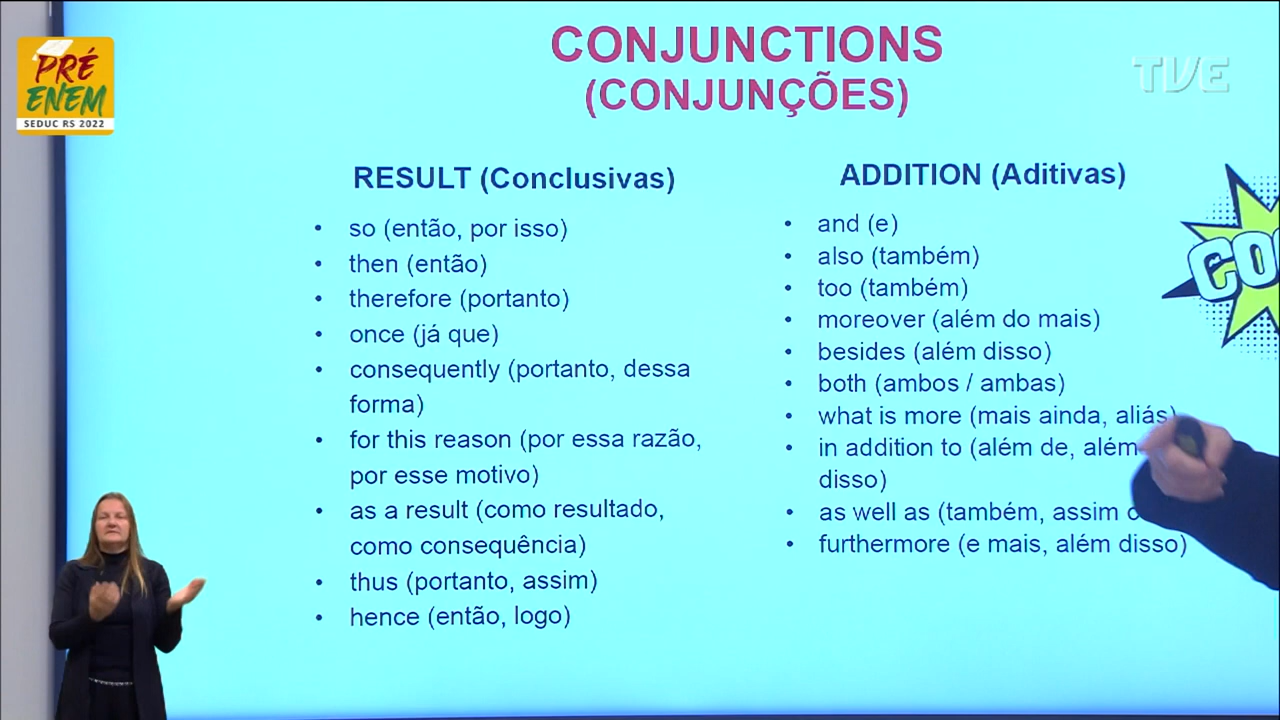 PRÉ
ENEM
SEDUC RS 2022
TVE
CONJUNCTIONS
(CONJUNÇÕES)
RESULT (Conclusivas)
• so (então, por isso)
• then (então)
• therefore (portanto)
• once (já que)
• consequently (portanto, dessa
forma)
• for this reason (por essa razão,
por esse motivo)
• as a result (como resultado,
como consequência)
• thus (portanto, assim)
• hence (então, logo)
ADDITION (Aditivas)
• and (e)
• also (também)
• too (também)
• moreover (além do mais)
• besides (além disso)
• both (ambos / ambas)
• what is more (mais ainda, aliás)
• in addition to (além de, além
disso)
• as well as (também, assim
• furthermore (e mais, além disso)